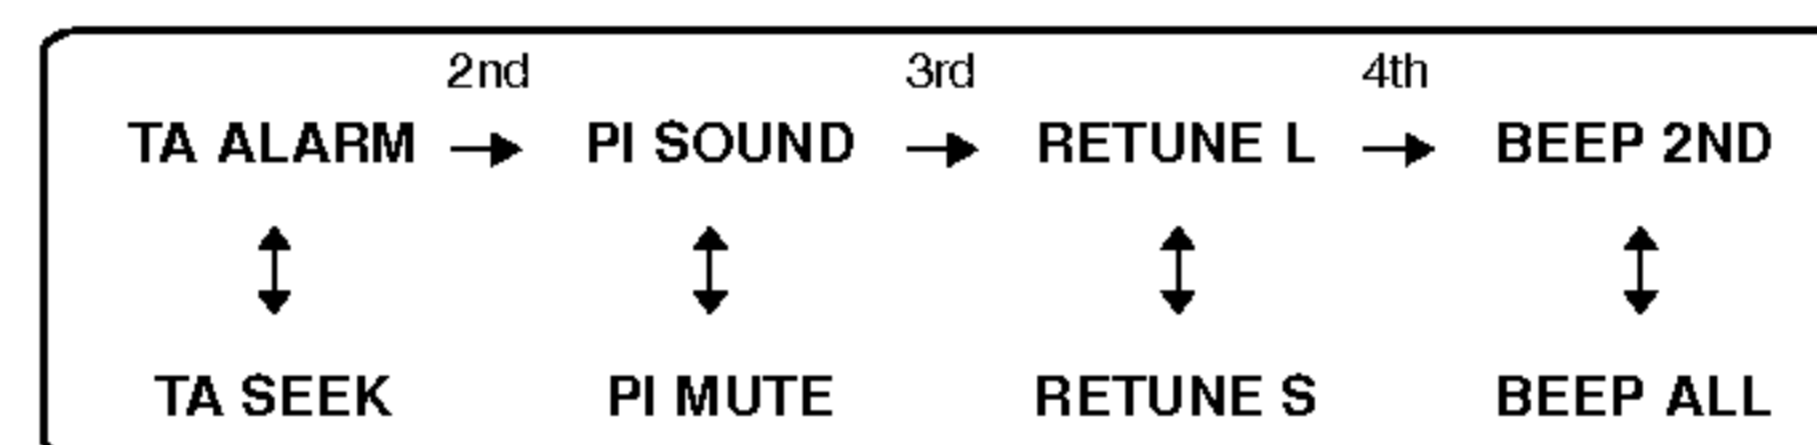 2nd 3rd 4th
TA ALARM PI SOUND RETUNE L BEEP 2ND
TA SEEK PI MUTE RETUNE S BEEP ALL